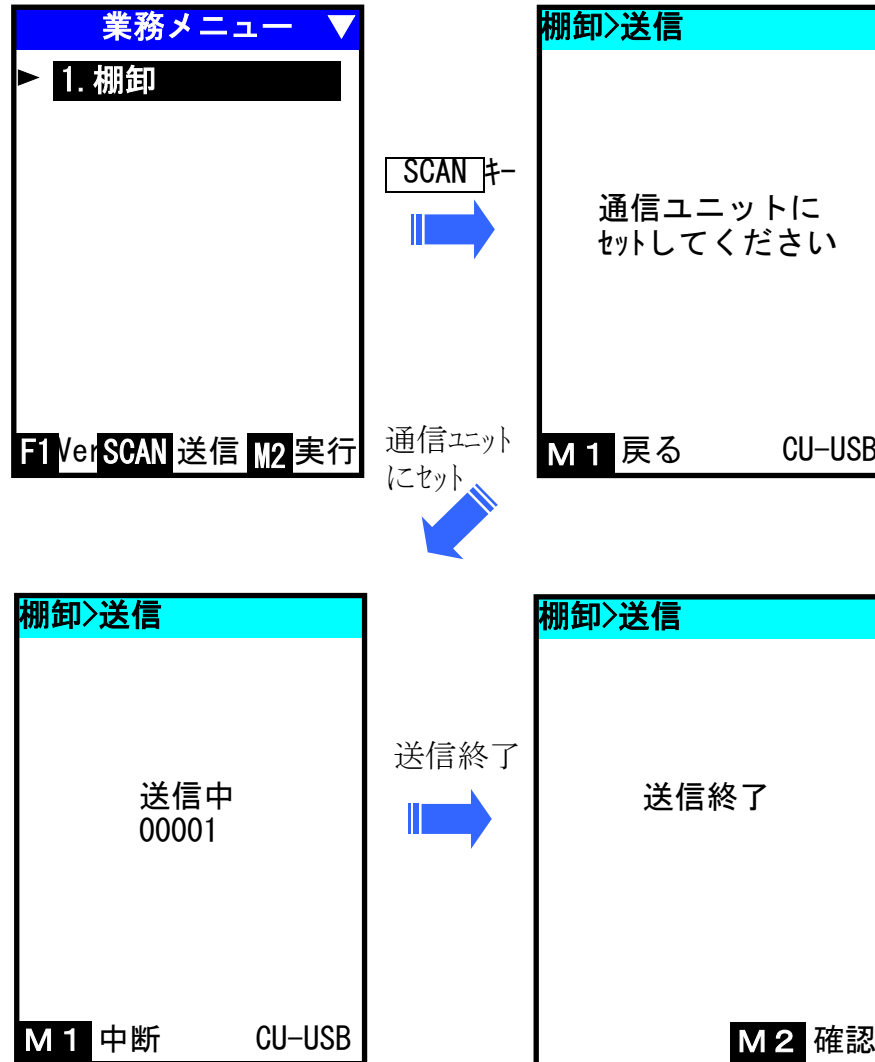 業務メニュー ▼
► 1.棚卸
F1 Ver SCAN 送信 M2 実行
SCAN ｷｰ
棚卸>送信
通信ユニットに
ｾｯﾄしてください
M1 戻る CU-USB
通信ﾕﾆｯﾄ
にｾｯﾄ
棚卸>送信
送信中
00001
M1 中断 CU-USB
送信終了
棚卸>送信
送信終了
M2 確認